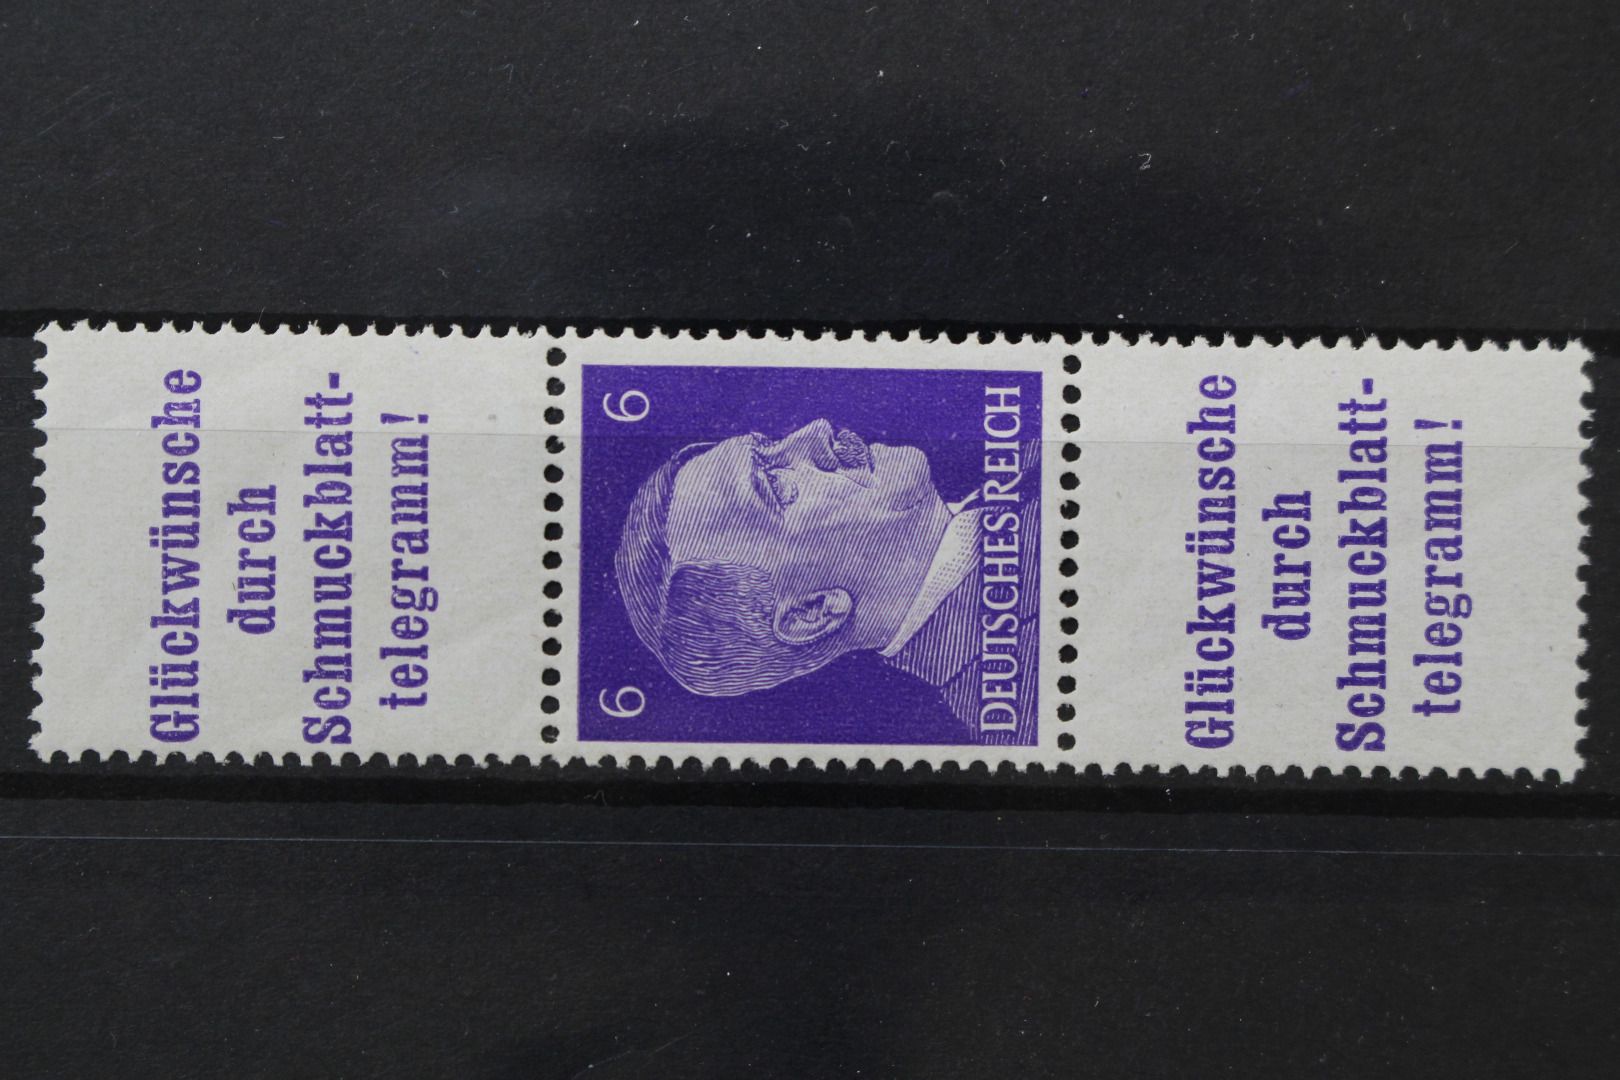 Glückwünsche
durch
Schmuckblatt-
telegramm!
6 6
DEUTSCHES REICH
Glückwünsche
durch
Schmuckblatt-
telegramm!